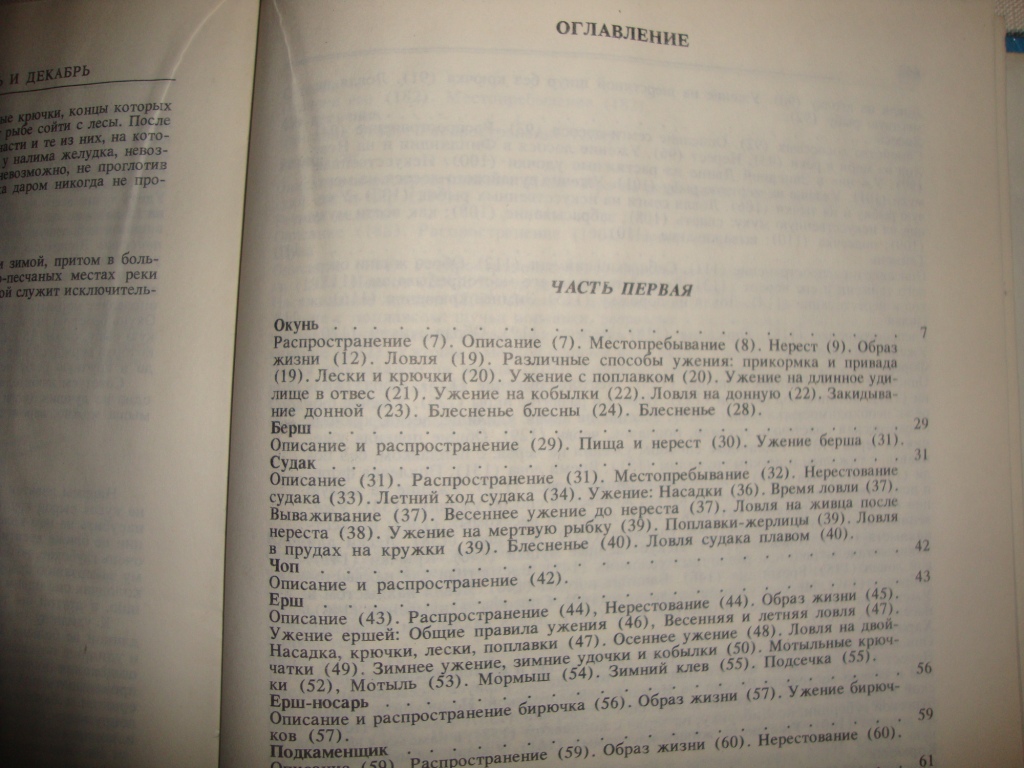 И ДЕКАБРЬ
ые крючки, концы которых
рыбе сойти с лесы. После
части и те из них, на кото-
у налима желудка, невоз-
невозможно, не проглотив
а даром никогда не про-
и зимой, притом в боль-
о-песчаных местах реки
ой служит исключитель-
ОГЛАВЛЕНИЕ
ЧАСТЬ ПЕРВАЯ
Окунь . . . . . . . . . . . . . . . . . . . . 7
Распространение (7). Описание (7). Местопребывание (8). Нерест (9). Образ
жизни (12). Ловля (19). Различные способы ужения: прикормка и привада
(19). Лески и крючки (20). Ужение с поплавком (20). Ужение на длинное уди-
лище в отвес (21). Ужение на кобылки (22). Ловля на донную (22). Закидыва-
ние донной (23). Блесненье блесны (24). Блесненье (28).
Берш . . . . . . . . . . . . . . . . . . . . 29
Описание и распространение (29). Пища и нерест (30). Ужение берша (31).
Судак . . . . . . . . . . . . . . . . . . . . 31
Описание (31). Распространение (31). Местопребывание (32). Нерестование
судака (33). Летний ход судака (34). Ужение: Насадки (36). Время ловли (37).
Вываживание (37). Весеннее ужение до нереста (37). Ловля на живца после
нереста (38). Ужение на мертвую рыбку (39). Поплавки-жерлицы (39). Ловля
в прудах на кружки (39). Блесненье (40). Ловля судака плавом (40).
Чоп . . . . . . . . . . . . . . . . . . . . 42
Описание и распространение (42).
Ерш . . . . . . . . . . . . . . . . . . . . 43
Описание (43). Распространение (44), Нерестование (44). Образ жизни (45).
Ужение ершей: Общие правила ужения (46), Весенняя и летняя ловля (47).
Насадка, крючки, лески, поплавки (47). Осеннее ужение (48). Ловля на двой-
чатки (49). Зимнее ужение, зимние удочки и кобылки (50). Мотыльные крюч-
ки (52), Мотыль (53). Мормыш (54). Зимний клев (55). Подсечка (55).
Ерш-носарь . . . . . . . . . . . . . . . . . . 56
Описание и распространение бирючка (56). Образ жизни (57). Ужение бирюч-
ков (57).
Подкаменщик . . . . . . . . . . . . . . . . . 59
Описание (59). Распространение (59). Образ жизни (60). Нерестование (60).
61